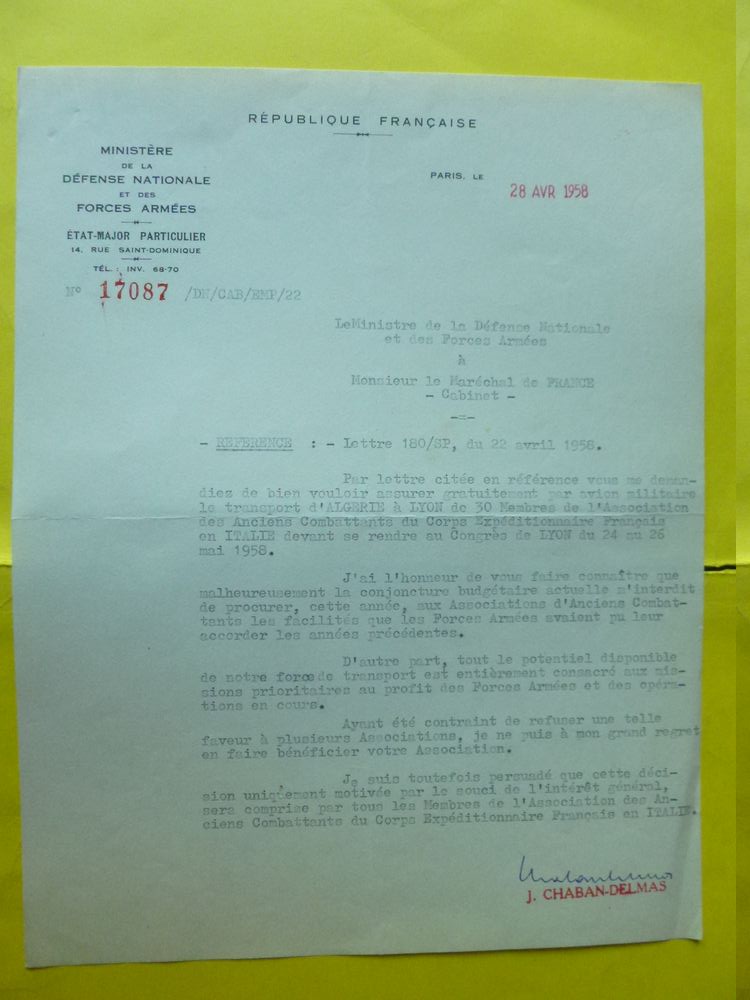 RÉPUBLIQUE FRANÇAISE
MINISTÈRE
DE LA
DÉFENSE NATIONALE
ET DES
FORCES ARMÉES
ÉTAT-MAJOR PARTICULIER
14, RUE SAINT-DOMINIQUE
TÉL. : INV. 68-70
PARIS, LE
28 AVR 1958
N° 17087 /DN/CAB/EMP/22
LeMinistre de la Défense Nationale
et des Forces Armées
à
Monsieur le Maréchal de FRANCE
- Cabinet -
-=-
- REFERENCE : - Lettre 180/SP, du 22 avril 1958.
Par lettre citée en référence vous me deman-
diez de bien vouloir assurer gratuitement par avion militaire
le transport d'ALGERIE à LYON de 30 Membres de l'Association
des Anciens Combattants du Corps Expéditionnaire Français
en ITALIE devant se rendre au Congrès de LYON du 24 au 26
mai 1958.
J'ai l'honneur de vous faire connaître que
malheureusement la conjoncture budgétaire actuelle m'interdit
de procurer, cette année, aux Associations d'Anciens Combat-
tants les facilités que les Forces Armées avaient pu leur
accorder les années précédentes.
D'autre part, tout le potentiel disponible
de notre force de transport est entièrement consacré aux mis-
sions prioritaires au profit des Forces Armées et des opéra-
tions en cours.
Ayant été contraint de refuser une telle
faveur à plusieurs Associations, je ne puis à mon grand regret
en faire bénéficier votre Association.
Je suis toutefois persuadé que cette déci-
sion uniquement motivée par le souci de l'intérêt général,
sera comprise par tous les Membres de l'Association des An-
ciens Combattants du Corps Expéditionnaire Français en ITALIE.
J. CHABAN-DELMAS